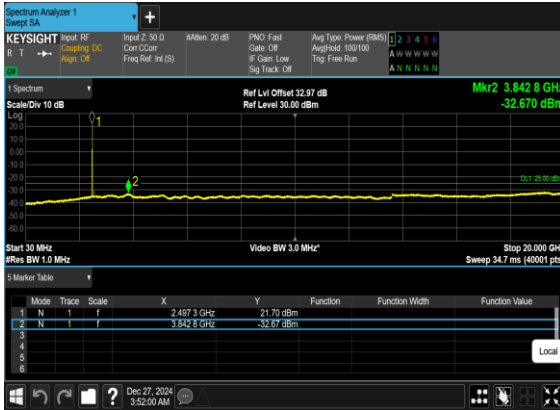 Spectrum Analyzer 1
Swept SA
+
KEYSIGHT Input: RF Input Z: 50 Ω #Atten: 20 dB PNO: Fast Avg Type: Power (RMS) 1 2 3 4 5 6
R T Coupling: DC Corr CCorr Gate: Off Avg|Hold: 100/100 A W W W W W
Align: Off Freq Ref: Int (S) IF Gain: Low Trig: Free Run
Sig Track: Off A N N N N N
1 Spectrum
Ref Lvl Offset 32.97 dB Mkr2 3.842 8 GHz
Scale/Div 10 dB Ref Level 30.00 dBm -32.670 dBm
Log
20.0
10.0
0.00
-10.0
-20.0
-30.0
-40.0
-50.0
-60.0
1
2
Start 30 MHz Video BW 3.0 MHz* Stop 20.000 GHz
#Res BW 1.0 MHz Sweep 34.7 ms (40001 pts)
5 Marker Table
Mode Trace Scale X Y Function Function Width Function Value
1 N 1 f 2.497 3 GHz 21.70 dBm
2 N 1 f 3.842 8 GHz -32.67 dBm
3
4
5
6
Local
? Dec 27, 2024
3:52:00 AM